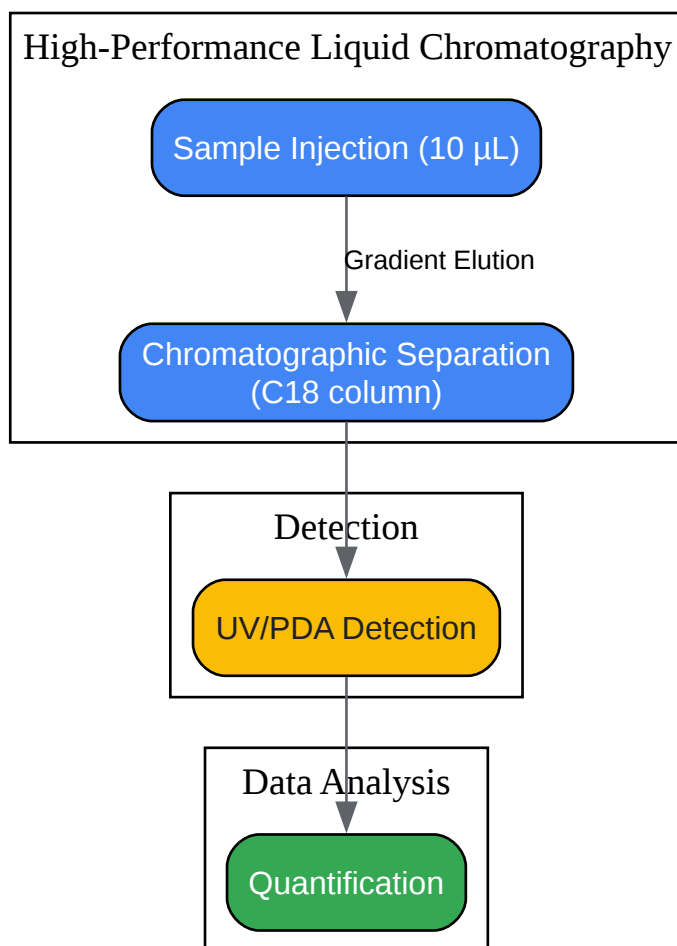 High-Performance Liquid Chromatography
Sample Injection (10 µL)
Gradient Elution
Chromatographic Separation
(C18 column)
Detection
UV/PDA Detection
Data Analysis
Quantification